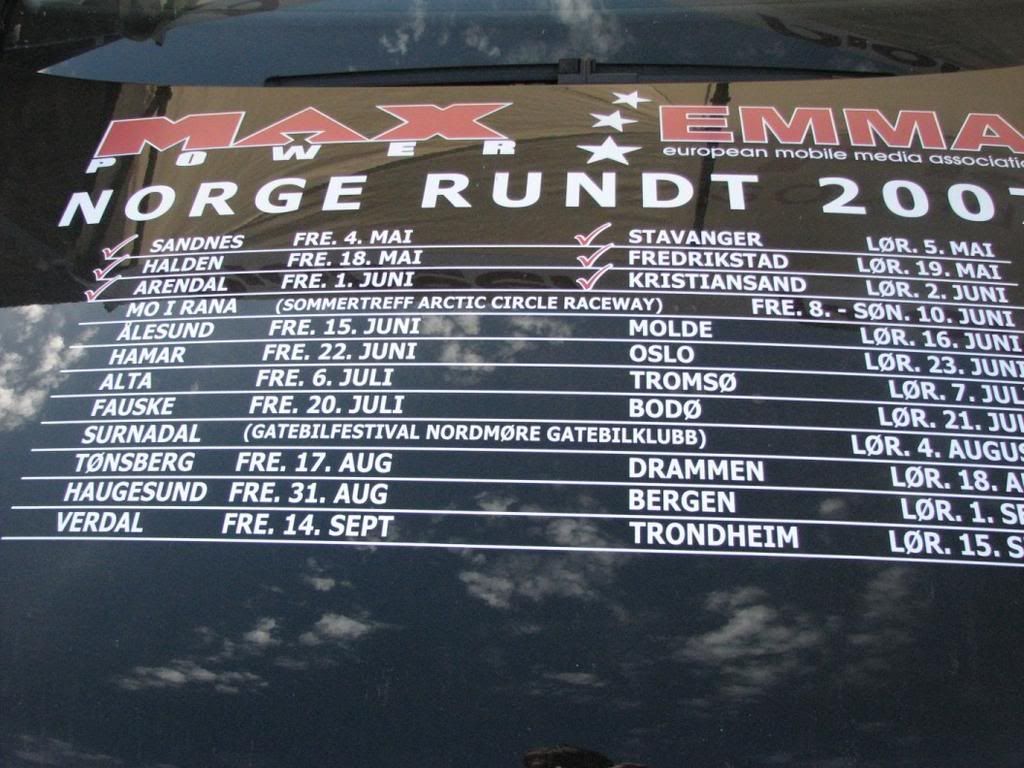 MAX EMMA
POWER european mobile media associatio
NORGE RUNDT 2007
SANDNES FRE. 4. MAI STAVANGER LØR. 5. MAI
HALDEN FRE. 18. MAI FREDRIKSTAD LØR. 19. MAI
ARENDAL FRE. 1. JUNI KRISTIANSAND LØR. 2. JUNI
MO I RANA (SOMMERTREFF ARCTIC CIRCLE RACEWAY) FRE. 8. - SØN. 10. JUNI
ÅLESUND FRE. 15. JUNI MOLDE LØR. 16. JUNI
HAMAR FRE. 22. JUNI OSLO LØR. 23. JUNI
ALTA FRE. 6. JULI TROMSØ LØR. 7. JUL
FAUSKE FRE. 20. JULI BODØ LØR. 21. JUL
SURNADAL (GATEBILFESTIVAL NORDMØRE GATEBILKLUBB) LØR. 4. AUGUS
TØNSBERG FRE. 17. AUG DRAMMEN LØR. 18. A
HAUGESUND FRE. 31. AUG BERGEN LØR. 1. SE
VERDAL FRE. 14. SEPT TRONDHEIM LØR. 15. S